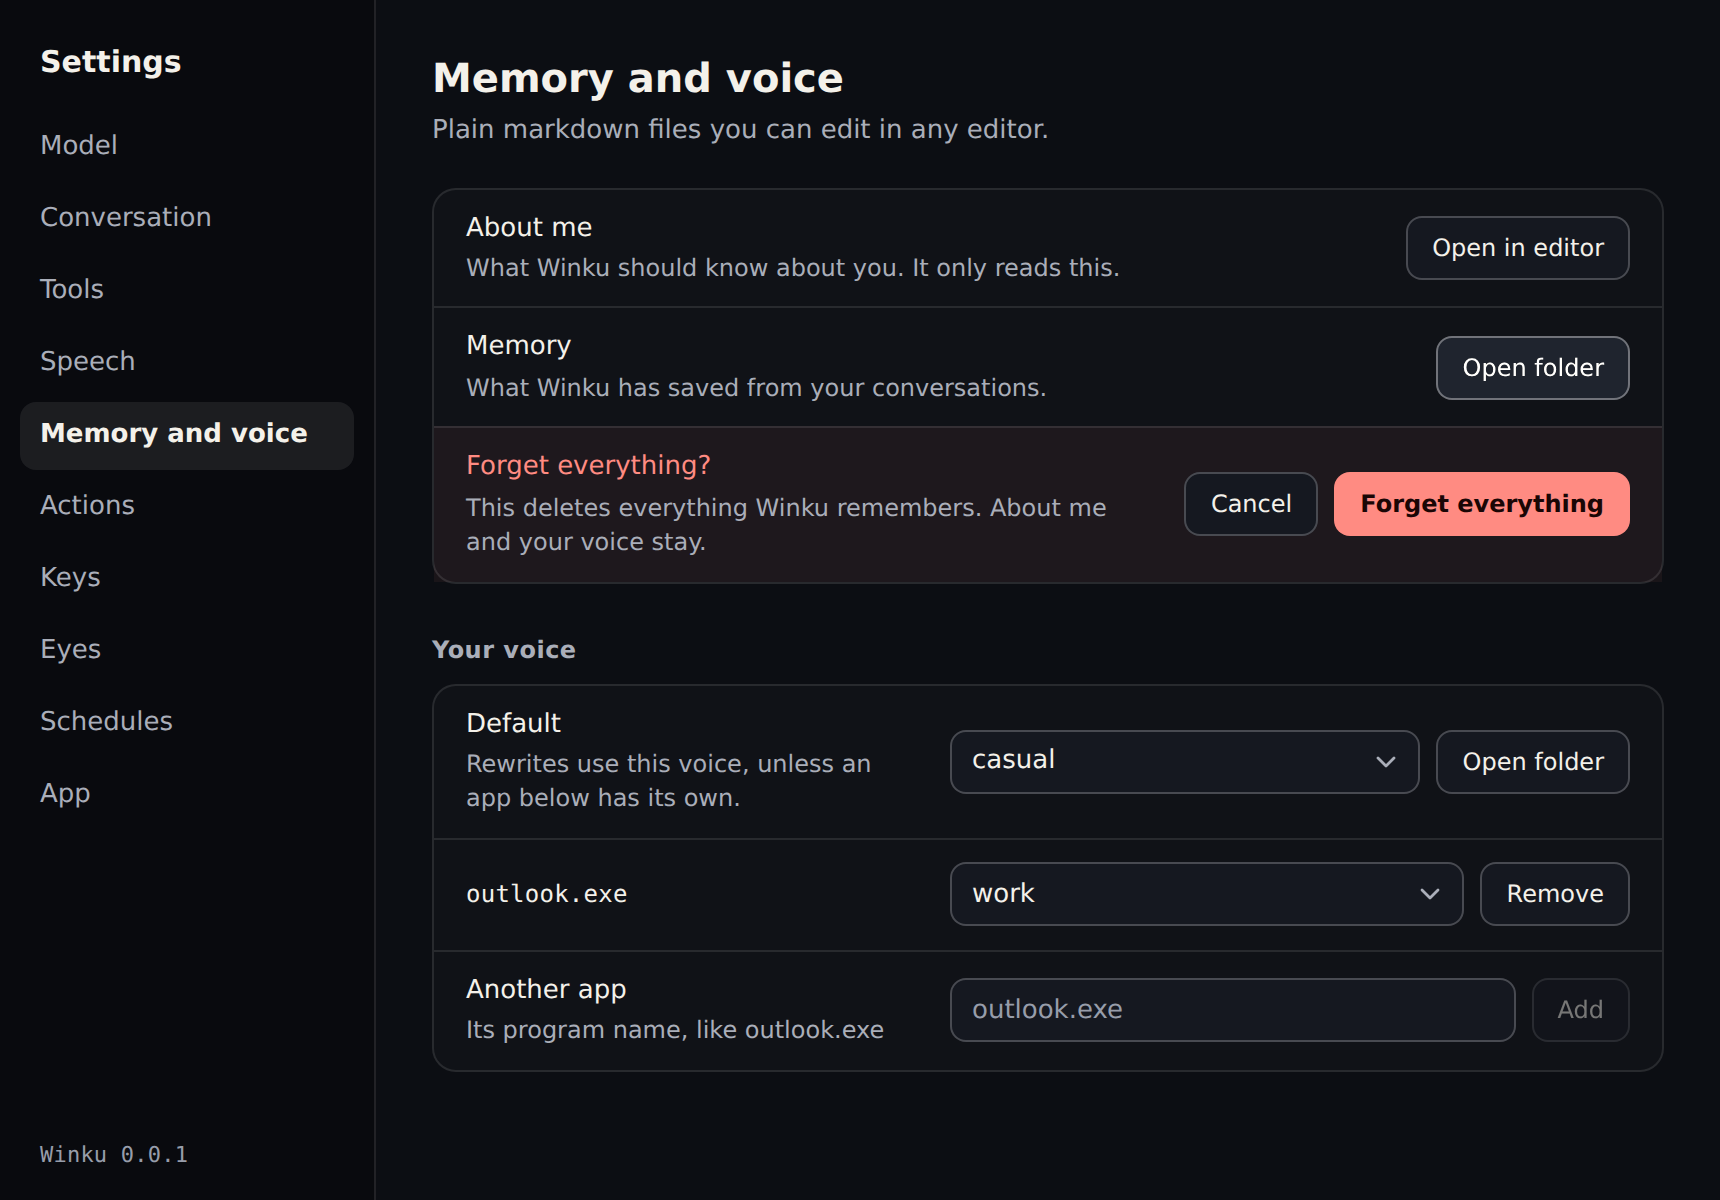 Settings
Model
Conversation
Tools
Speech
Memory and voice
Actions
Keys
Eyes
Schedules
App
Winku 0.0.1
Memory and voice
Plain markdown files you can edit in any editor.
About me
What Winku should know about you. It only reads this.
Open in editor
Memory
What Winku has saved from your conversations.
Open folder
Forget everything?
This deletes everything Winku remembers. About me
and your voice stay.
Cancel
Forget everything
Your voice
Default
Rewrites use this voice, unless an
app below has its own.
casual
Open folder
outlook.exe
work
Remove
Another app
Its program name, like outlook.exe
outlook.exe
Add